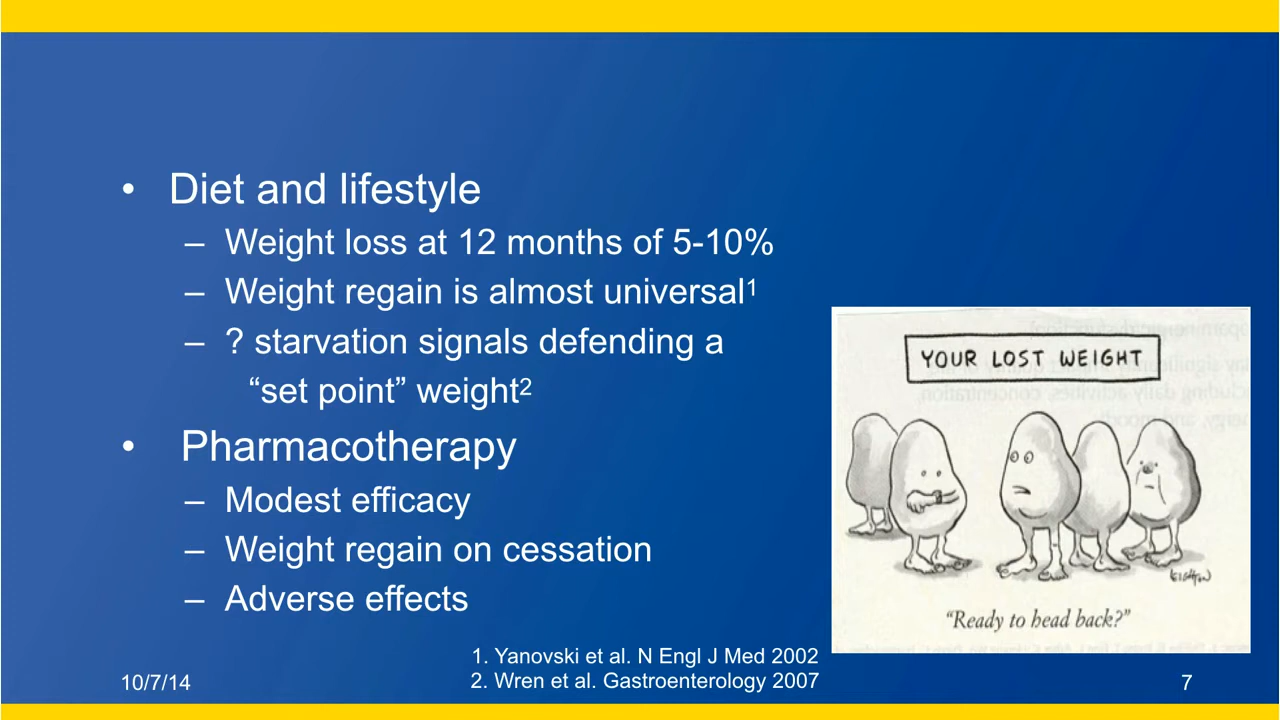 • Diet and lifestyle
– Weight loss at 12 months of 5-10%
– Weight regain is almost universal1
– ? starvation signals defending a
“set point” weight2
• Pharmacotherapy
– Modest efficacy
– Weight regain on cessation
– Adverse effects
YOUR LOST WEIGHT
LEIGHTON
“Ready to head back?”
1. Yanovski et al. N Engl J Med 2002
2. Wren et al. Gastroenterology 2007
10/7/14
7